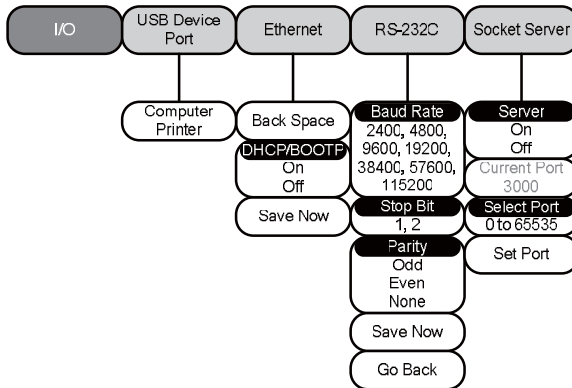 I/O
USB Device
Port
Ethernet
RS-232C
Socket Server
Computer
Printer
Back Space
DHCP/BOOTP
On
Off
Save Now
Baud Rate
2400, 4800,
9600, 19200,
38400, 57600,
115200
Stop Bit
1, 2
Parity
Odd
Even
None
Save Now
Go Back
Server
On
Off
Current Port
3000
Select Port
0 to 65535
Set Port